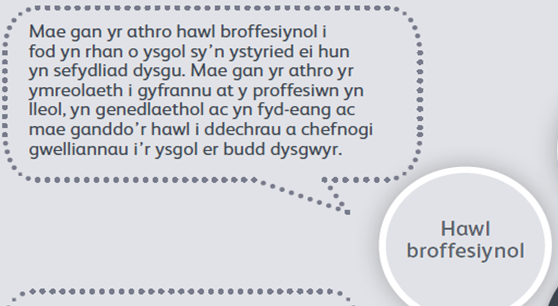 Mae gan yr athro hawl broffesiynol i
fod yn rhan o ysgol sy'n ystyried ei hun
yn sefydliad dysgu. Mae gan yr athro yr
ymreolaeth i gyfrannu at y proffesiwn yn
lleol, yn genedlaethol ac yn fyd-eang ac
mae ganddo'r hawl i ddechrau a chefnogi
gwelliannau i'r ysgol er budd dysgwyr.
Hawl
broffesiynol